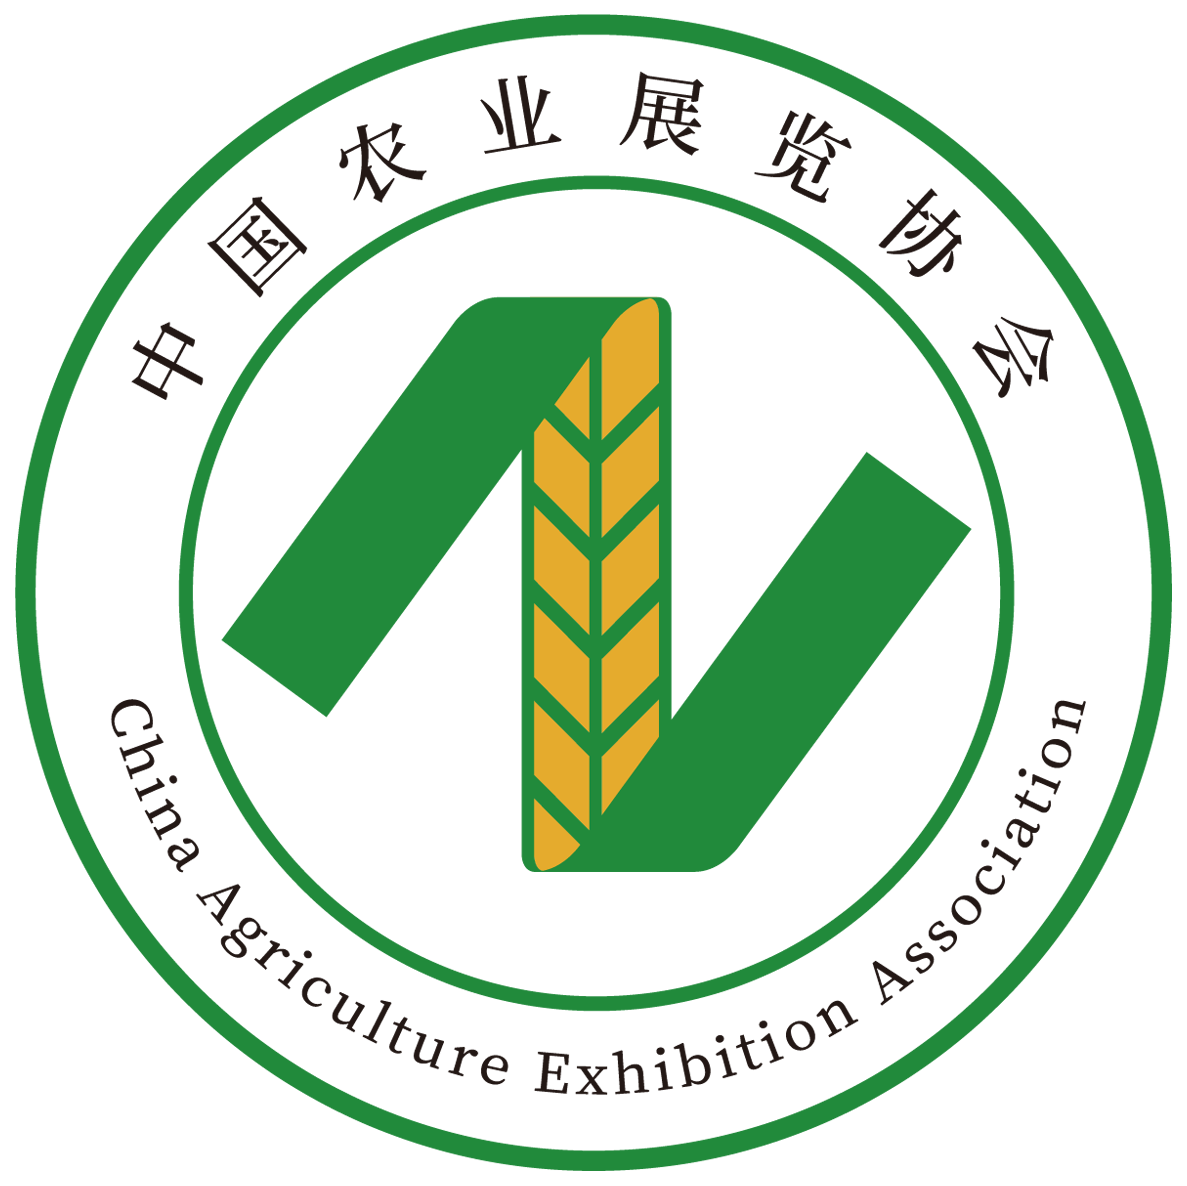 中国农业展览协会
China Agriculture Exhibition Association